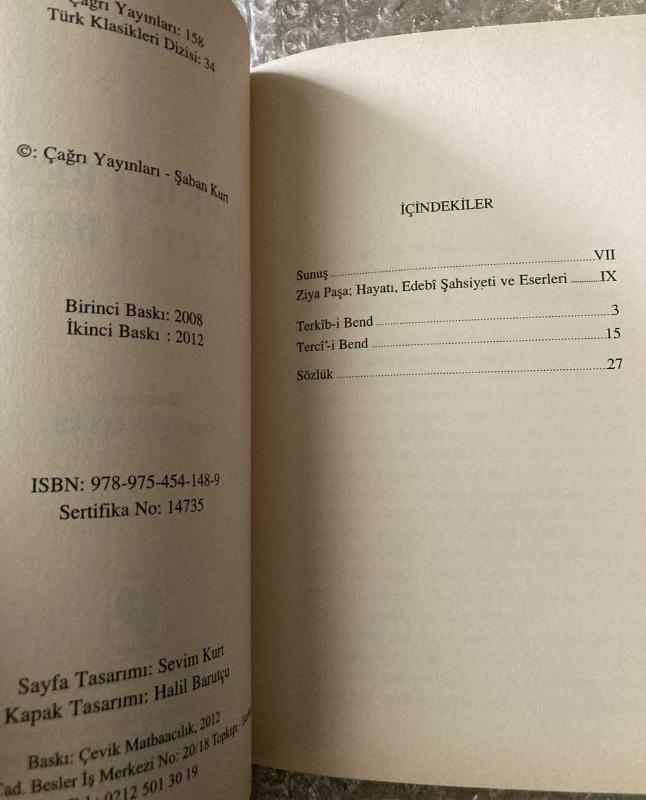 Çağrı Yayınları: 158
Türk Klasikleri Dizisi: 34
©: Çağrı Yayınları - Şaban Kurt
Birinci Baskı: 2008
İkinci Baskı : 2012
ISBN: 978-975-454-148-9
Sertifika No: 14735
Sayfa Tasarımı: Sevim Kurt
Kapak Tasarımı: Halil Barutçu
Baskı: Çevik Matbaacılık, 2012
Cad. Besler İş Merkezi No: 20/18 Topkapı -
0212 501 30 19
İÇİNDEKİLER
Sunuş ..... VII
Ziya Paşa; Hayatı, Edebî Şahsiyeti ve Eserleri ..... IX
Terkîb-i Bend ..... 3
Tercî'-i Bend ..... 15
Sözlük ..... 27